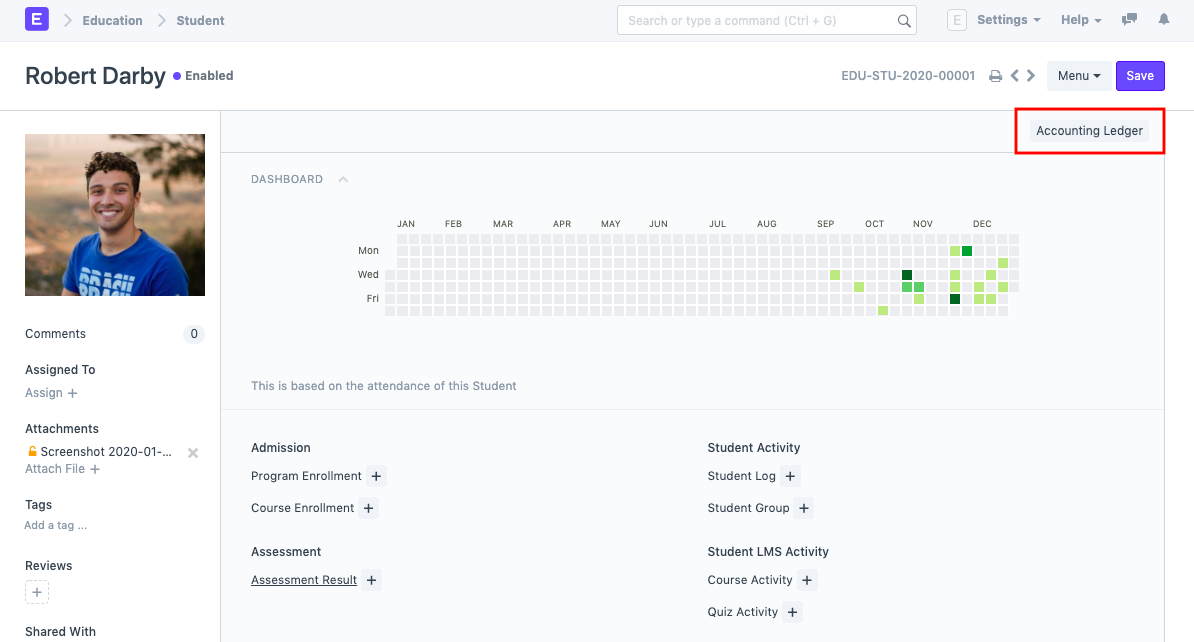 E Education Student Search or type a command (Ctrl + G) E Settings Help
Robert Darby Enabled EDU-STU-2020-00001 Menu Save
Accounting Ledger
DASHBOARD
JAN FEB MAR APR MAY JUN JUL AUG SEP OCT NOV DEC
Mon
Wed
Fri
This is based on the attendance of this Student
Comments 0
Assigned To
Assign +
Attachments
Screenshot 2020-01-...
Attach File +
Tags
Add a tag ...
Reviews
+
Shared With
Admission
Program Enrollment +
Course Enrollment +
Assessment
Assessment Result +
Student Activity
Student Log +
Student Group +
Student LMS Activity
Course Activity +
Quiz Activity +